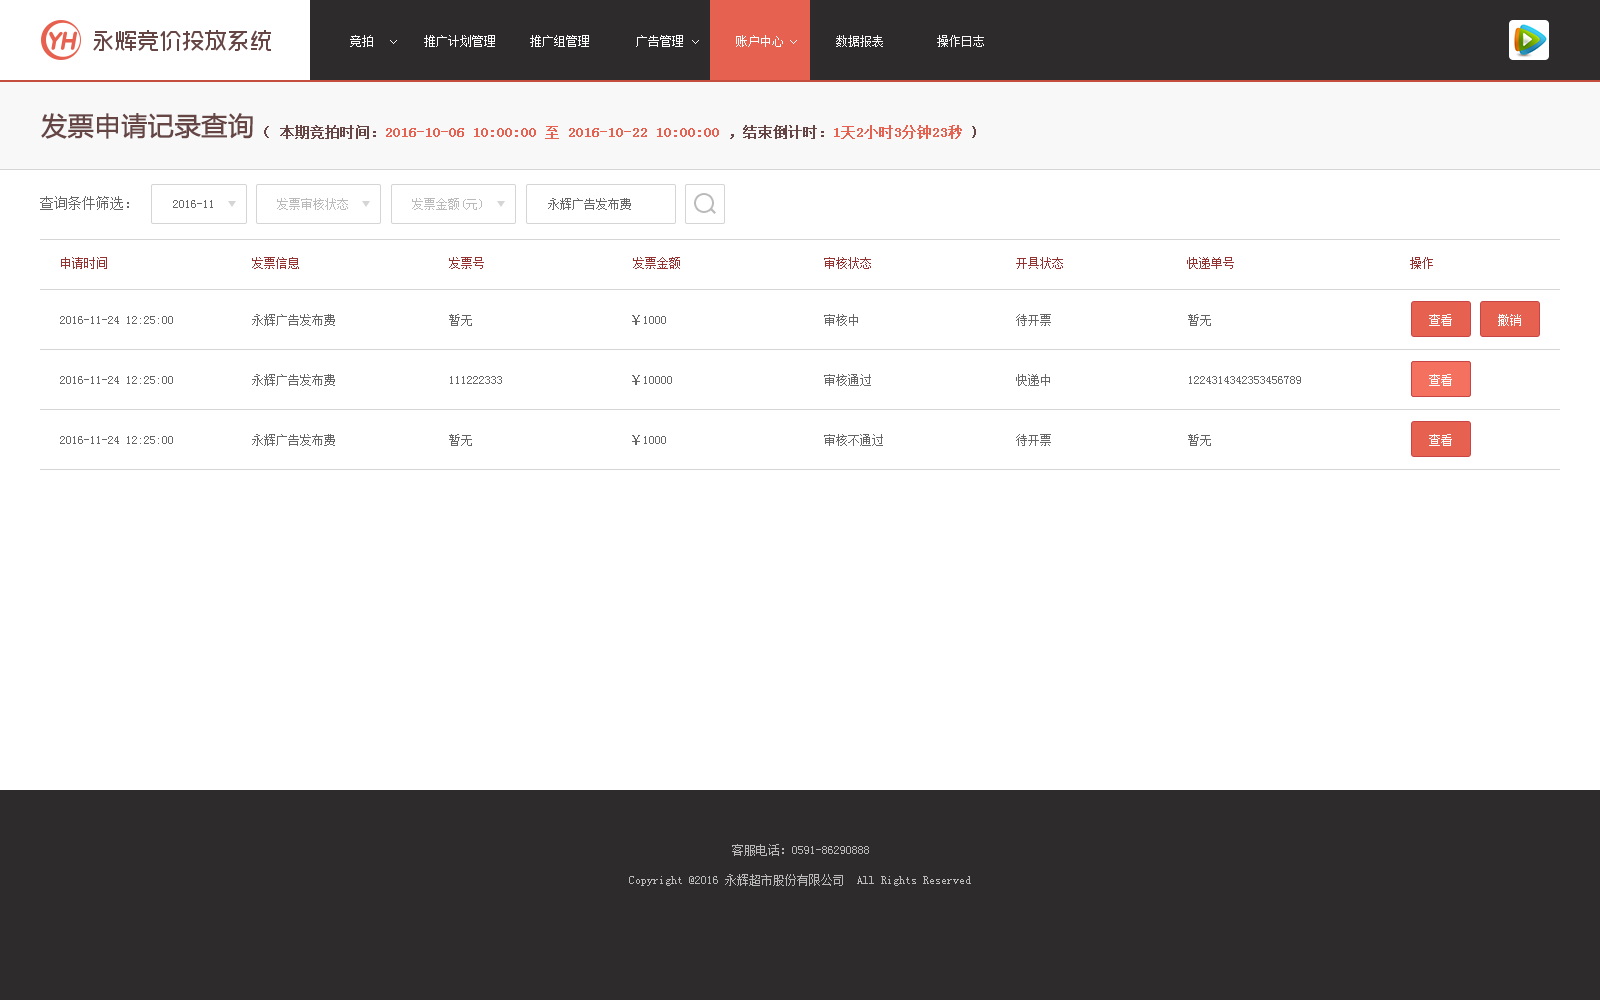 YH 永辉竞价投放系统 竞拍 推广计划管理 推广组管理 广告管理 账户中心 数据报表 操作日志
发票申请记录查询 ( 本期竞拍时间：2016-10-06 10:00:00 至 2016-10-22 10:00:00 ，结束倒计时：1天2小时3分钟23秒 )
查询条件筛选： 2016-11 发票审核状态 发票金额(元) 永辉广告发布费
申请时间 发票信息 发票号 发票金额 审核状态 开具状态 快递单号 操作
2016-11-24 12:25:00 永辉广告发布费 暂无 ￥1000 审核中 待开票 暂无 查看 撤销
2016-11-24 12:25:00 永辉广告发布费 111222333 ￥10000 审核通过 快递中 1224314342353456789 查看
2016-11-24 12:25:00 永辉广告发布费 暂无 ￥1000 审核不通过 待开票 暂无 查看
客服电话：0591-86290888
Copyright @2016 永辉超市股份有限公司 All Rights Reserved